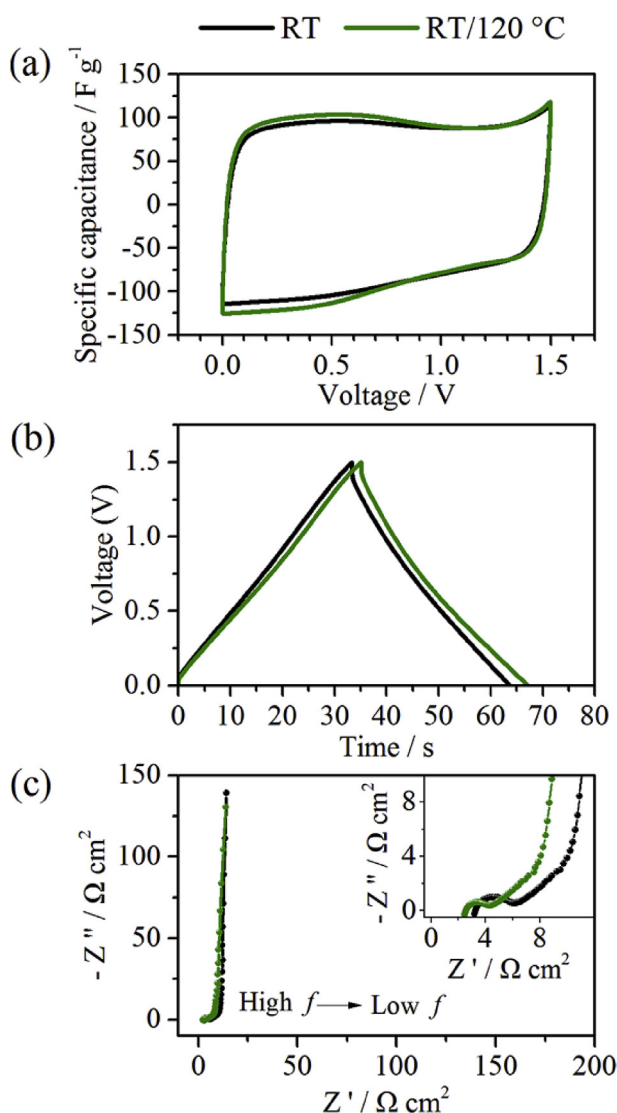 RT RT/120 °C
(a)
Specific capacitance / F g-1
150
100
50
0
-50
-100
-150
0.0 0.5 1.0 1.5
Voltage / V
(b)
Voltage (V)
1.5
1.0
0.5
0.0
0 10 20 30 40 50 60 70 80
Time / s
(c)
- Z " / Ω cm²
150
100
50
0
0 50 100 150 200
Z ' / Ω cm²
High f → Low f
- Z " / Ω cm²
8
4
0
0 4 8
Z ' / Ω cm²